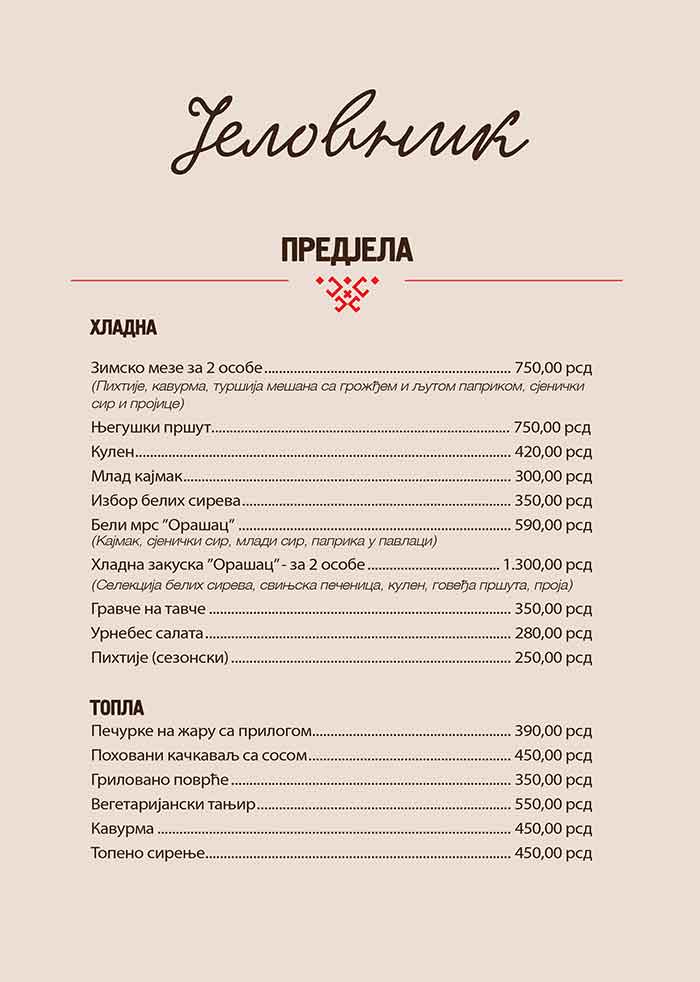 Јеловник
ПРЕДЈЕЛА
ХЛАДНА
Зимско мезе за 2 особе.......................................................... 750,00 рсд
(Пихтије, кавурма, туршија мешана са грожђем и љутом паприком, сјенички
сир и пројице)
Његушки пршут...................................................................... 750,00 рсд
Кулен......................................................................................... 420,00 рсд
Млад кајмак............................................................................. 300,00 рсд
Избор белих сирева................................................................ 350,00 рсд
Бели мрс ”Орашац” ................................................................ 590,00 рсд
(Кајмак, сјенички сир, млади сир, паприка у павлаци)
Хладна закуска ”Орашац”- за 2 особе ............................... 1.300,00 рсд
(Селекција белих сирева, свињска печеница, кулен, говеђа пршута, проја)
Гравче на тавче ....................................................................... 350,00 рсд
Урнебес салата........................................................................ 280,00 рсд
Пихтије (сезонски).................................................................. 250,00 рсд
ТОПЛА
Печурке на жару са прилогом............................................... 390,00 рсд
Поховани качкаваљ са сосом................................................ 450,00 рсд
Гриловано поврће.................................................................. 350,00 рсд
Вегетаријански тањир............................................................ 550,00 рсд
Кавурма ................................................................................... 450,00 рсд
Топено сирење........................................................................ 450,00 рсд